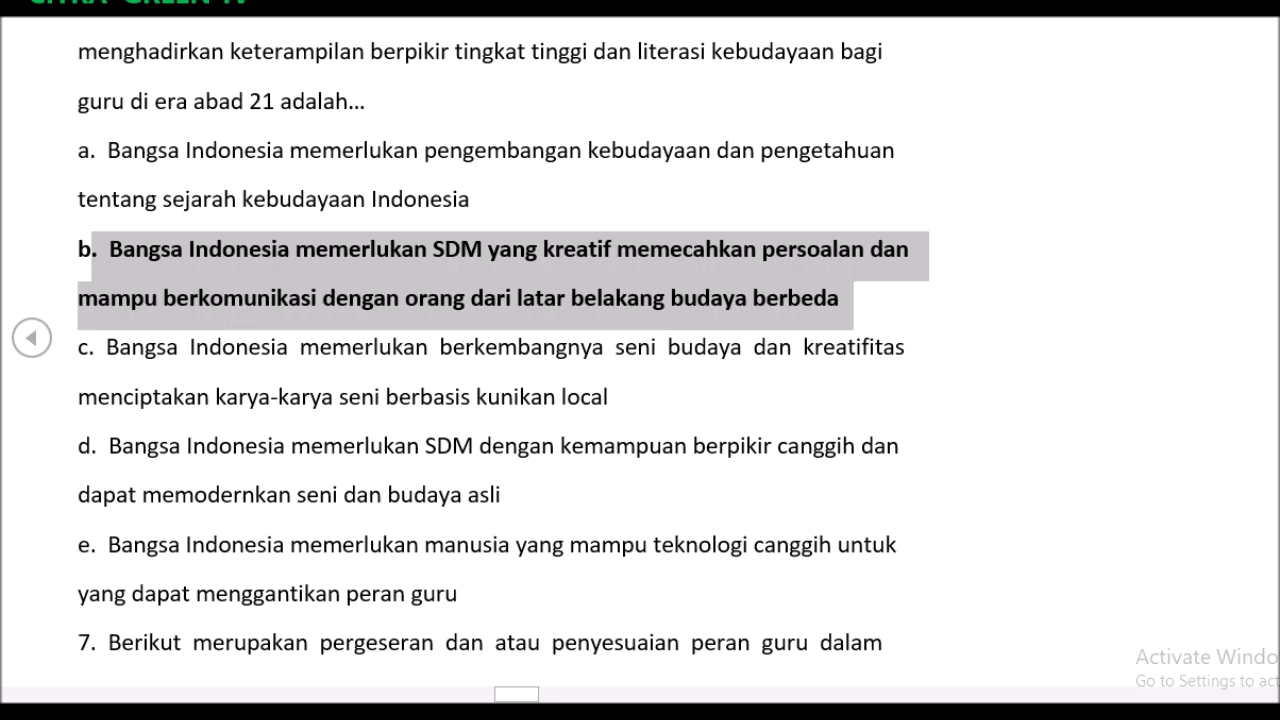 CITRA GREEN TV
menghadirkan keterampilan berpikir tingkat tinggi dan literasi kebudayaan bagi
guru di era abad 21 adalah...
a. Bangsa Indonesia memerlukan pengembangan kebudayaan dan pengetahuan
tentang sejarah kebudayaan Indonesia
b. Bangsa Indonesia memerlukan SDM yang kreatif memecahkan persoalan dan
mampu berkomunikasi dengan orang dari latar belakang budaya berbeda
c. Bangsa Indonesia memerlukan berkembangnya seni budaya dan kreatifitas
menciptakan karya-karya seni berbasis kunikan local
d. Bangsa Indonesia memerlukan SDM dengan kemampuan berpikir canggih dan
dapat memodernkan seni dan budaya asli
e. Bangsa Indonesia memerlukan manusia yang mampu teknologi canggih untuk
yang dapat menggantikan peran guru
7. Berikut merupakan pergeseran dan atau penyesuaian peran guru dalam
Activate Windo
Go to Settings to act